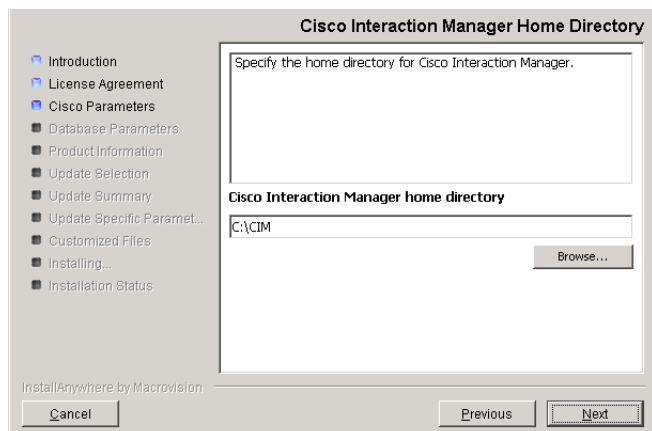 Cisco Interaction Manager Home Directory
Introduction
License Agreement
Cisco Parameters
Database Parameters
Product Information
Update Selection
Update Summary
Update Specific Paramet...
Customized Files
Installing...
Installation Status
Specify the home directory for Cisco Interaction Manager.
Cisco Interaction Manager home directory
C:\CIM
Browse...
InstallAnywhere by Macrovision
Cancel
Previous
Next